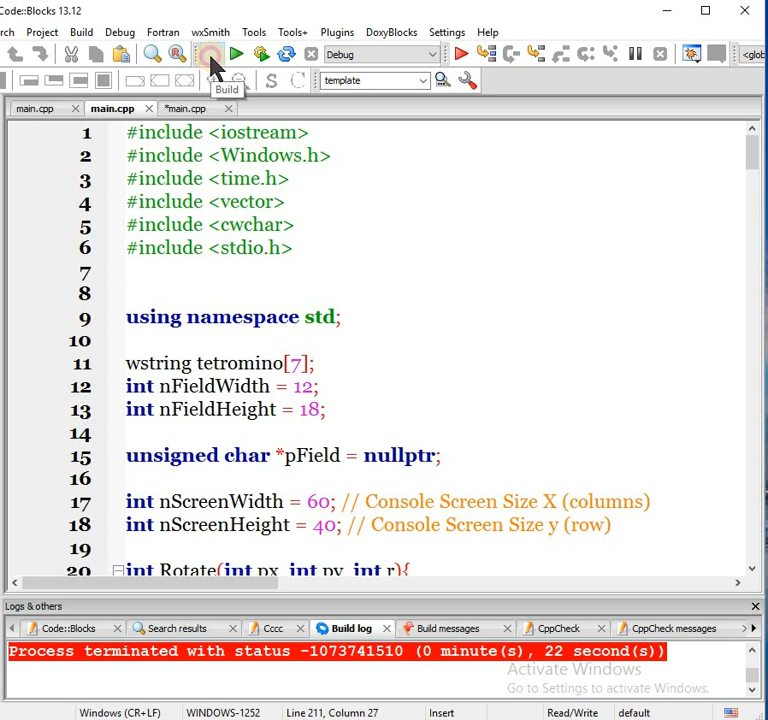 Code::Blocks 13.12
rch Project Build Debug Fortran wxSmith Tools Tools+ Plugins DoxyBlocks Settings Help
Debug
<glob
S C template
Build
main.cpp main.cpp *main.cpp
1 #include <iostream>
2 #include <Windows.h>
3 #include <time.h>
4 #include <vector>
5 #include <cwchar>
6 #include <stdio.h>
7
8
9 using namespace std;
10
11 wstring tetromino[7];
12 int nFieldWidth = 12;
13 int nFieldHeight = 18;
14
15 unsigned char *pField = nullptr;
16
17 int nScreenWidth = 60; // Console Screen Size X (columns)
18 int nScreenHeight = 40; // Console Screen Size y (row)
19
20 int Rotate(int px, int py, int r){
Logs & others
Code::Blocks Search results Cccc Build log Build messages CppCheck CppCheck messages
Process terminated with status -1073741510 (0 minute(s), 22 second(s))
Activate Windows
Go to Settings to activate Windows.
Windows (CR+LF) WINDOWS-1252 Line 211, Column 27 Insert Read/Write default